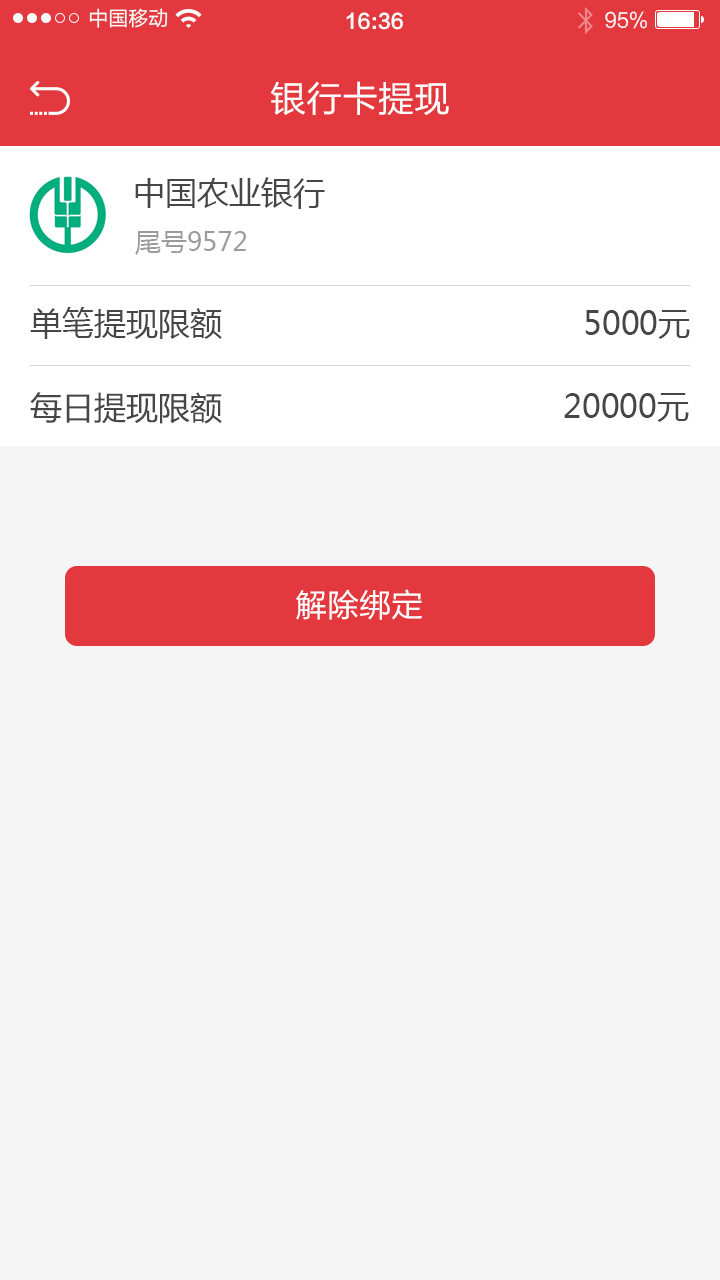 中国移动 16:36 95%
银行卡提现
中国农业银行
尾号9572
单笔提现限额 5000元
每日提现限额 20000元
解除绑定